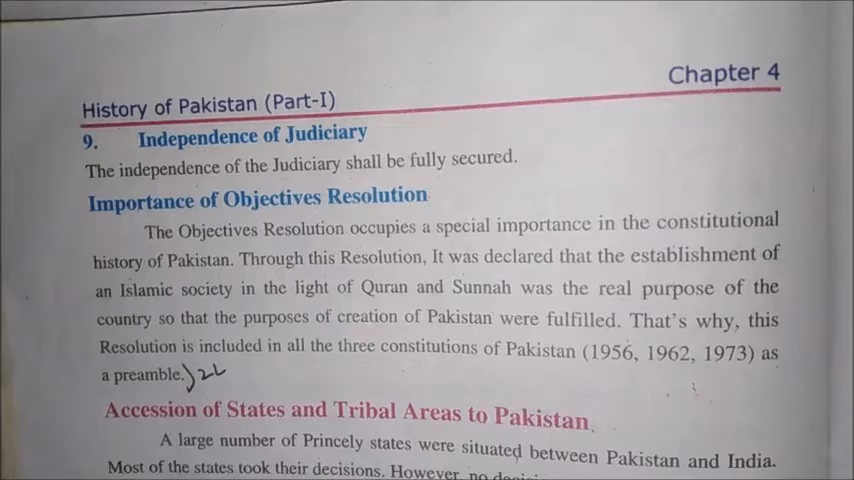 Chapter 4
History of Pakistan (Part-I)
9. Independence of Judiciary
The independence of the Judiciary shall be fully secured.
Importance of Objectives Resolution
The Objectives Resolution occupies a special importance in the constitutional
history of Pakistan. Through this Resolution, It was declared that the establishment of
an Islamic society in the light of Quran and Sunnah was the real purpose of the
country so that the purposes of creation of Pakistan were fulfilled. That's why, this
Resolution is included in all the three constitutions of Pakistan (1956, 1962, 1973) as
a preamble.
Accession of States and Tribal Areas to Pakistan
A large number of Princely states were situated between Pakistan and India.
Most of the states took their decisions. However, no